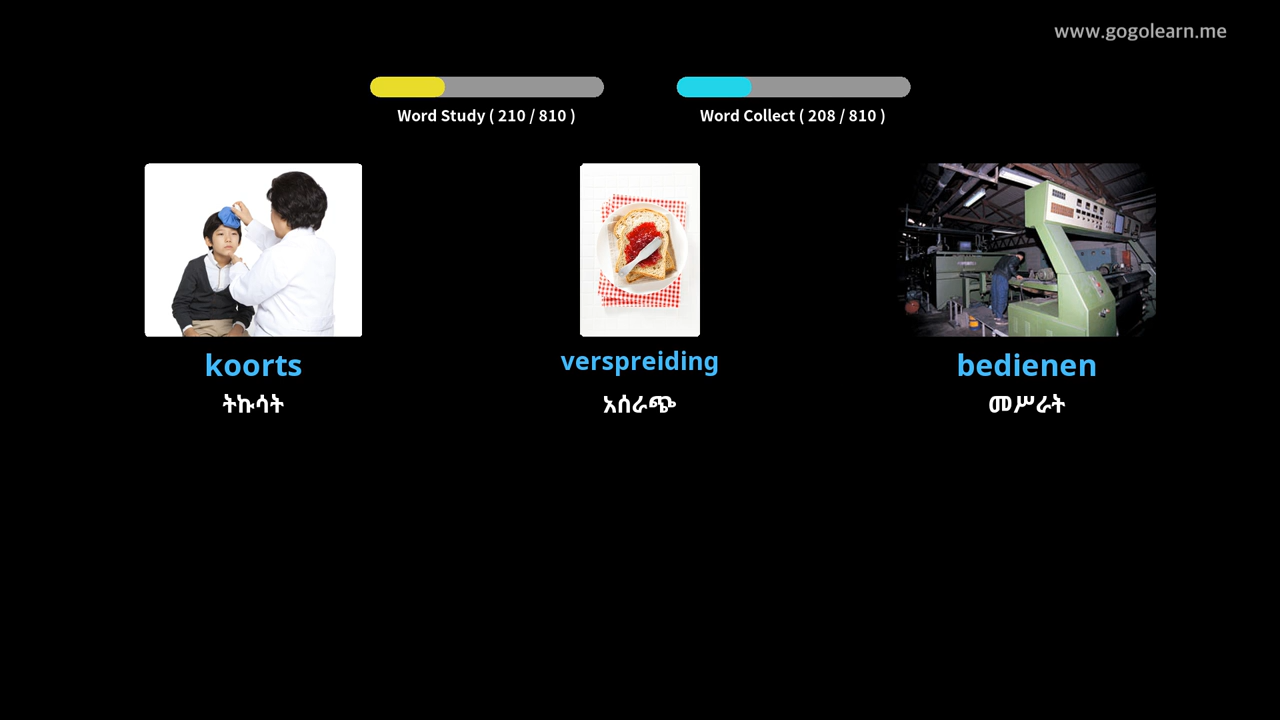 www.gogolearn.me
Word Study ( 210 / 810 )
Word Collect ( 208 / 810 )
koorts
ትኩሳት
verspreiding
አሰራጭ
bedienen
መሥራት